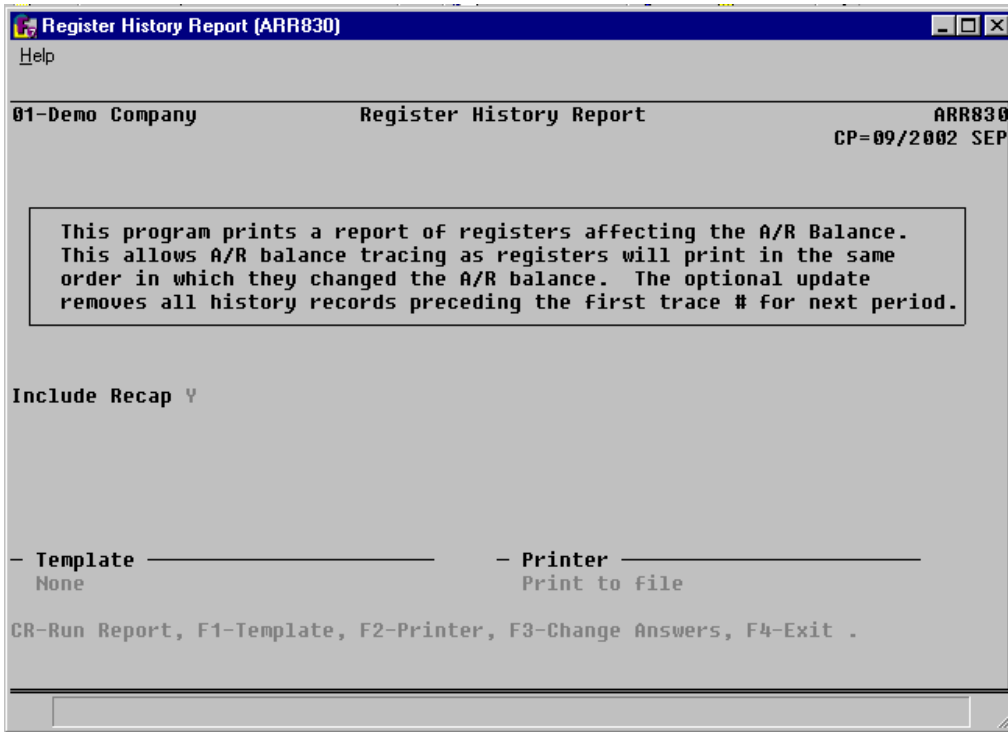 Register History Report (ARR830)
Help
01-Demo Company Register History Report ARR830
CP=09/2002 SEP
This program prints a report of registers affecting the A/R Balance.
This allows A/R balance tracing as registers will print in the same
order in which they changed the A/R balance. The optional update
removes all history records preceding the first trace # for next period.
Include Recap Y
Template Printer
None Print to file
CR-Run Report, F1-Template, F2-Printer, F3-Change Answers, F4-Exit .